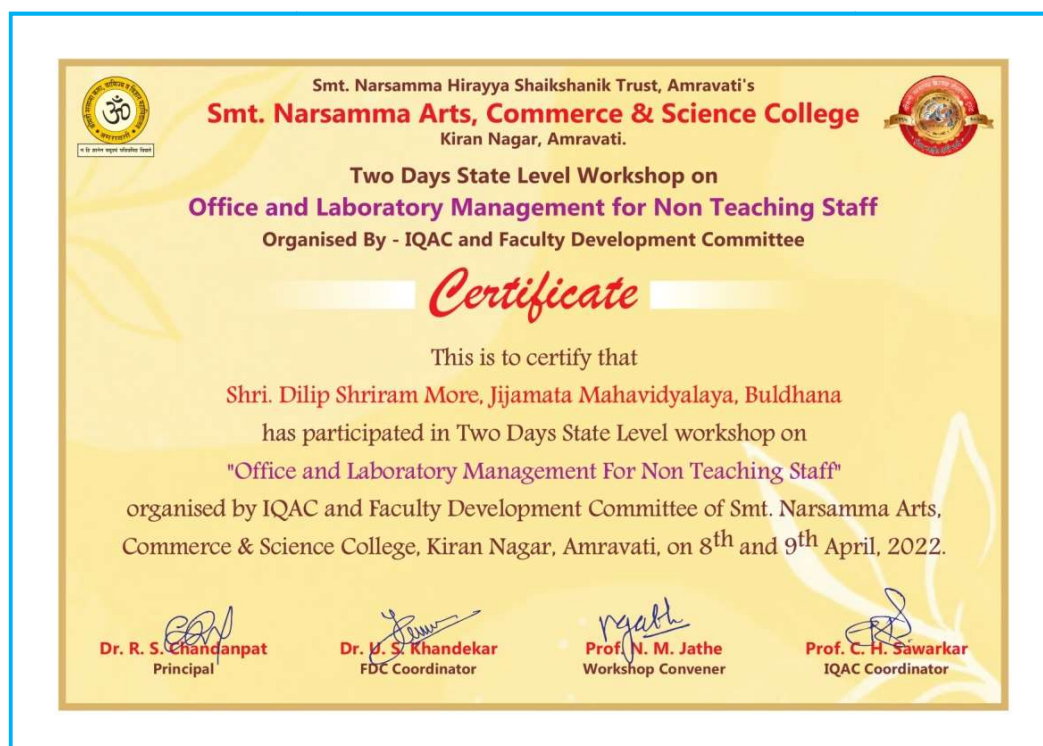 Smt. Narsamma Hirayya Shaikshanik Trust, Amravati's
Smt. Narsamma Arts, Commerce & Science College
Kiran Nagar, Amravati.
Two Days State Level Workshop on
Office and Laboratory Management for Non Teaching Staff
Organised By - IQAC and Faculty Development Committee
Certificate
This is to certify that
Shri. Dilip Shriram More, Jijamata Mahavidyalaya, Buldhana
has participated in Two Days State Level workshop on
"Office and Laboratory Management For Non Teaching Staff"
organised by IQAC and Faculty Development Committee of Smt. Narsamma Arts,
Commerce & Science College, Kiran Nagar, Amravati, on 8th and 9th April, 2022.
Dr. R. S. Chandanpat
Principal
Dr. U. S. Khandekar
FDC Coordinator
Prof. N. M. Jathe
Workshop Convener
Prof. C. H. Sawarkar
IQAC Coordinator